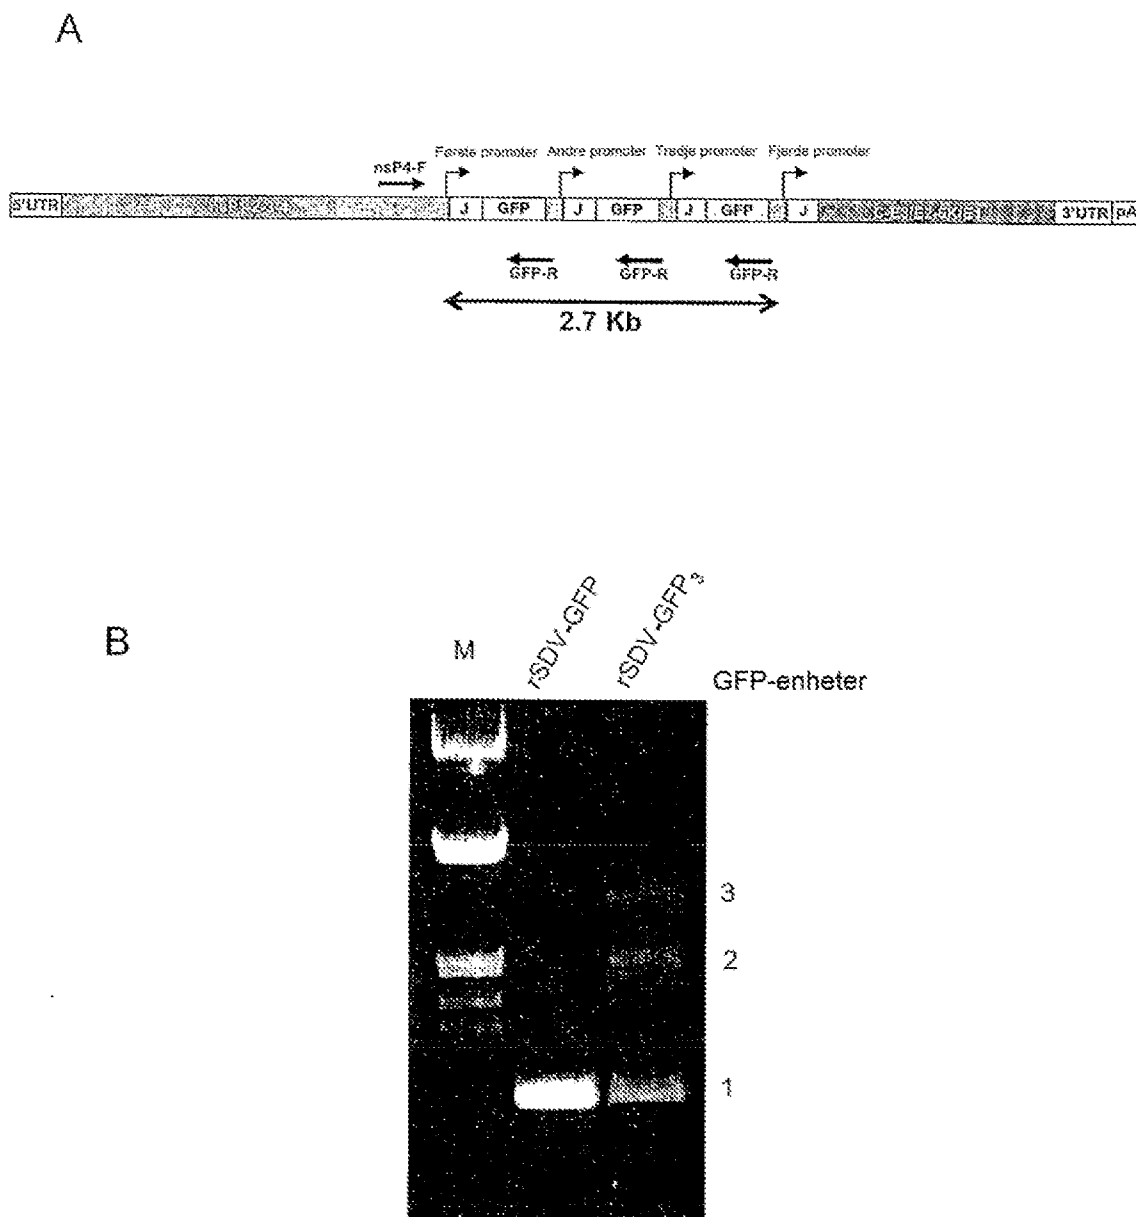 A
Første promoter Andre promoter Tredje promoter Fjerde promoter
nsP4-F
5'UTR J GFP J GFP J GFP J 3'UTR pA
GFP-R GFP-R GFP-R
2.7 Kb
B
M rSDV-GFP rSDV-GFP3
GFP-enheter
3
2
1